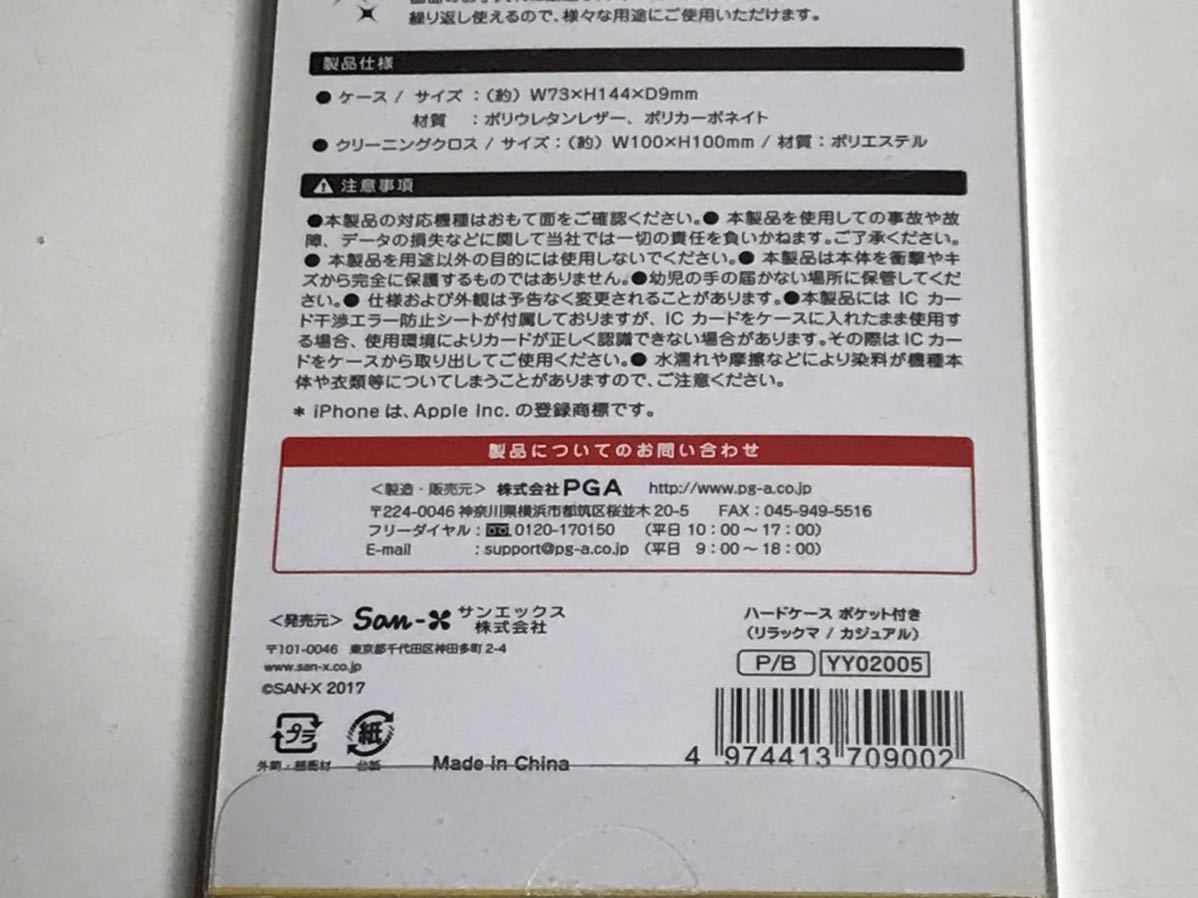 繰り返し使えるので、様々な用途にご使用いただけます。
製品仕様
● ケース / サイズ :（約）W73×H144×D9mm
材質 : ポリウレタンレザー、ポリカーボネイト
● クリーニングクロス / サイズ :（約）W100×H100mm / 材質 : ポリエステル
注意事項
●本製品の対応機種はおもて面をご確認ください。● 本製品を使用しての事故や故
障、データの損失などに関して当社では一切の責任を負いかねます。ご了承ください。
● 本製品を用途以外の目的には使用しないでください。● 本製品は本体を衝撃やキ
ズから完全に保護するものではありません。●幼児の手の届かない場所に保管してくだ
さい。● 仕様および外観は予告なく変更されることがあります。●本製品には IC カー
ド干渉エラー防止シートが付属しておりますが、IC カードをケースに入れたまま使用す
る場合、使用環境によりカードが正しく認識できない場合があります。その際は IC カー
ドをケースから取り出してご使用ください。● 水濡れや摩擦などにより染料が機種本
体や衣類等についてしまうことがありますので、ご注意ください。
* iPhone は、Apple Inc. の登録商標です。
製品についてのお問い合わせ
＜製造・販売元＞ 株式会社 PGA http://www.pg-a.co.jp
〒224-0046 神奈川県横浜市都筑区桜並木 20-5 FAX : 045-949-5516
フリーダイヤル : 0120-170150 （平日 10 : 00 ～ 17 : 00）
E-mail : support@pg-a.co.jp （平日 9 : 00 ～ 18 : 00）
＜発売元＞ San-X サンエックス
株式会社
〒101-0046 東京都千代田区神田多町 2-4
www.san-x.co.jp
©SAN-X 2017
ハードケース ポケット付き
（リラックマ / カジュアル）
P/B YY02005
プラ 紙
外箱・緩衝材 台紙
Made in China
4 974413 709002